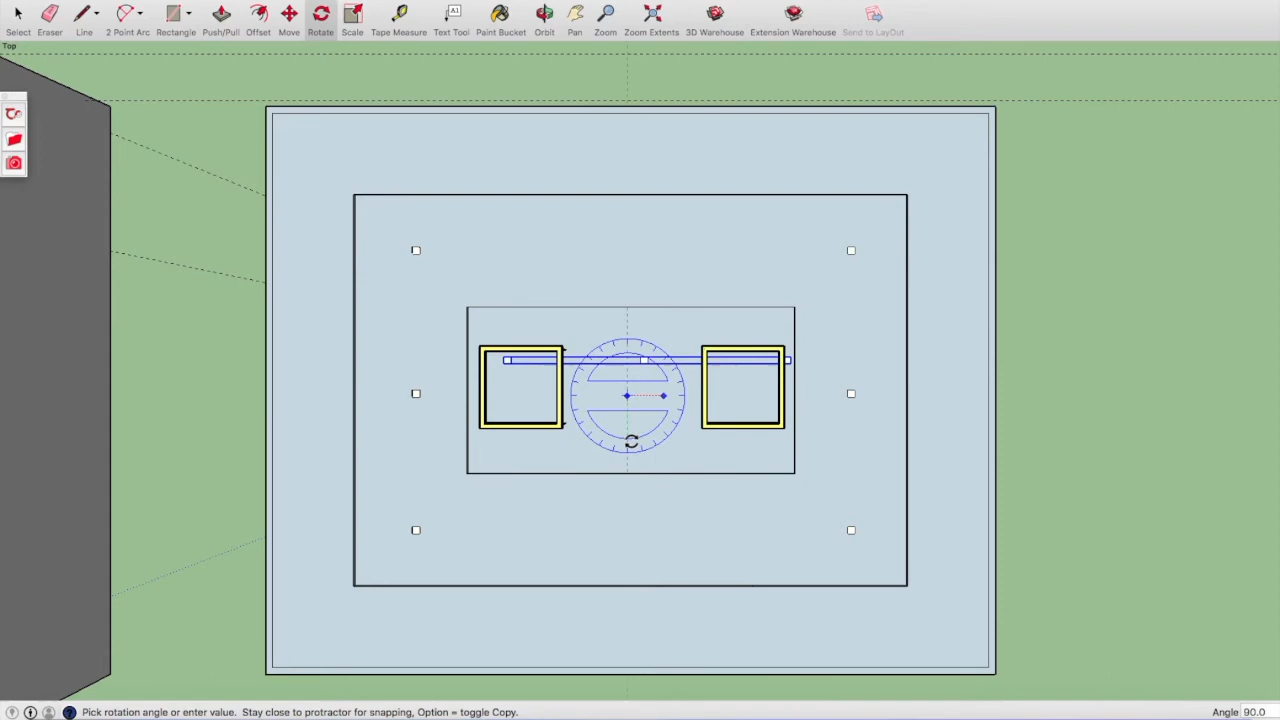 Select Eraser Line 2 Point Arc Rectangle Push/Pull Offset Move Rotate Scale Tape Measure Text Tool Paint Bucket Orbit Pan Zoom Zoom Extents 3D Warehouse Extension Warehouse Send to LayOut
A1
Top
Pick rotation angle or enter value. Stay close to protractor for snapping, Option = toggle Copy. Angle 90.0